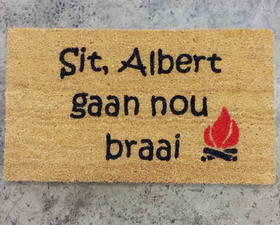 Sit, Albert
gaan nou
braai